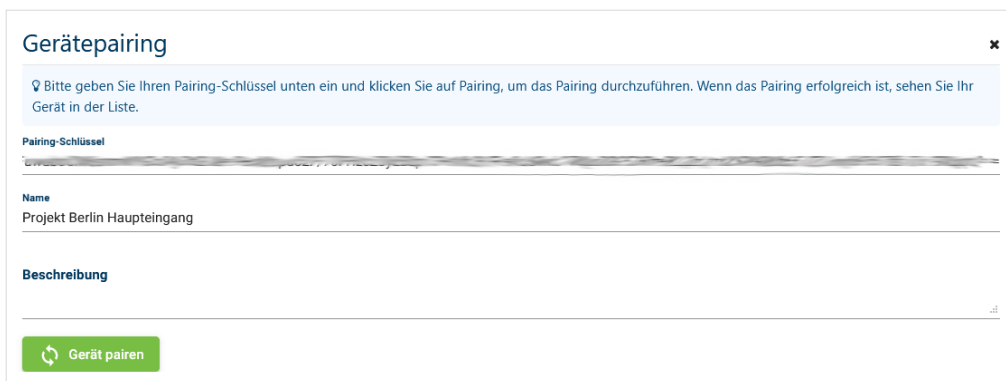 Gerätepairing
Bitte geben Sie Ihren Pairing-Schlüssel unten ein und klicken Sie auf Pairing, um das Pairing durchzuführen. Wenn das Pairing erfolgreich ist, sehen Sie Ihr
Gerät in der Liste.
Pairing-Schlüssel
Name
Projekt Berlin Haupteingang
Beschreibung
Gerät pairen